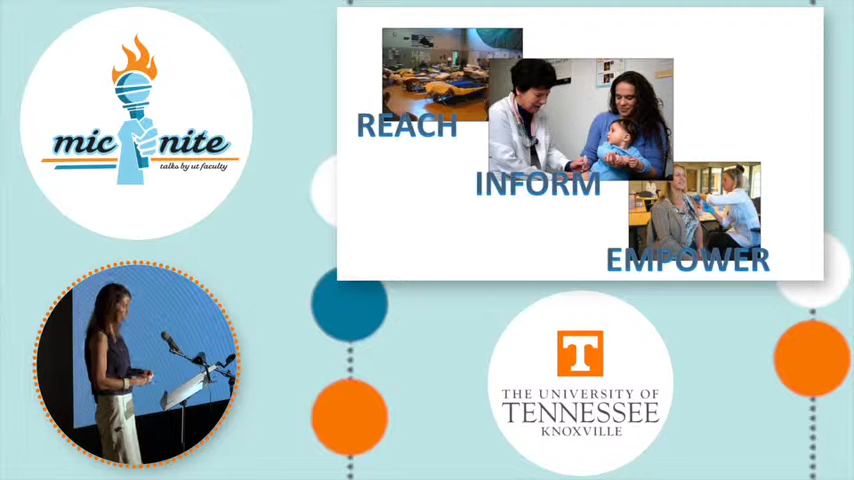 mic nite
talks by ut faculty
REACH
INFORM
EMPOWER
T
THE UNIVERSITY OF
TENNESSEE
KNOXVILLE